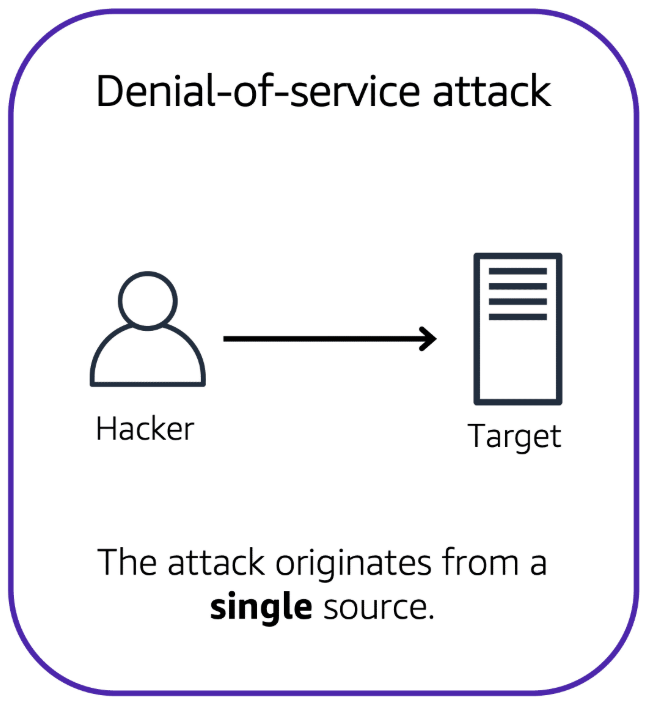 Denial-of-service attack
Hacker
Target
The attack originates from a
single source.